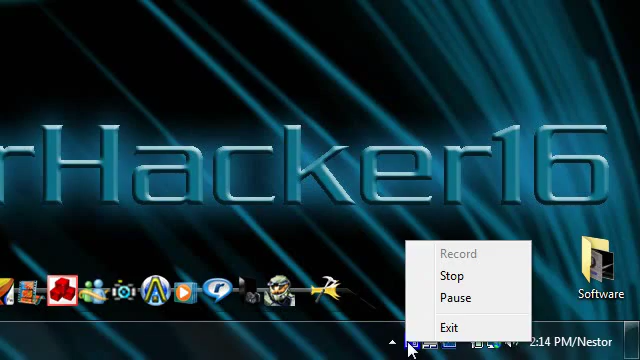 rHacker16
Record
Stop
Pause
Exit
Software
2:14 PM/Nestor